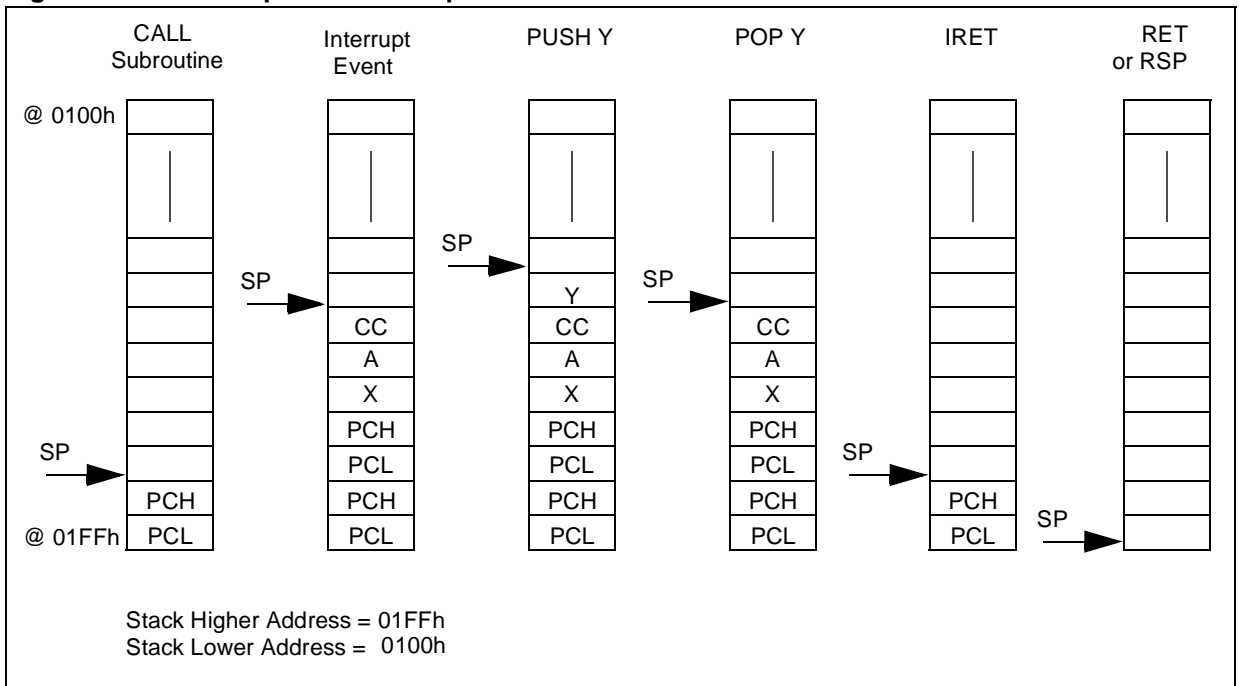 CALL Subroutine
Interrupt Event
PUSH Y
POP Y
IRET
RET or RSP
@ 0100h
SP
SP
SP
Y
CC
CC
CC
A
A
A
X
X
X
PCH
PCH
PCH
SP
SP
PCL
PCL
PCL
PCH
PCH
PCH
PCH
PCH
SP
@ 01FFh
PCL
PCL
PCL
PCL
PCL
Stack Higher Address = 01FFh
Stack Lower Address = 0100h